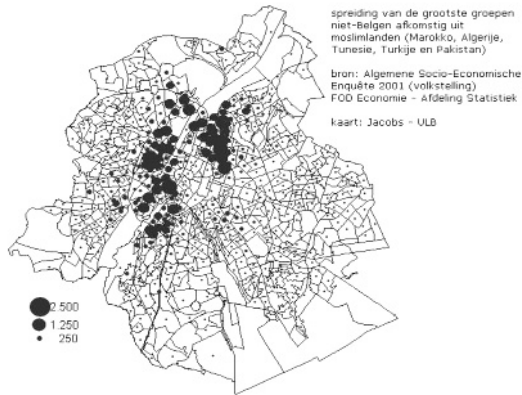 spreiding van de grootste groepen
niet-Belgen afkomstig uit
moslimlanden (Marokko, Algerije,
Tunesie, Turkije en Pakistan)
bron: Algemene Socio-Economische
Enquête 2001 (volkstelling)
FOD Economie - Afdeling Statistiek
kaart: Jacobs - ULB
2.500
1.250
250